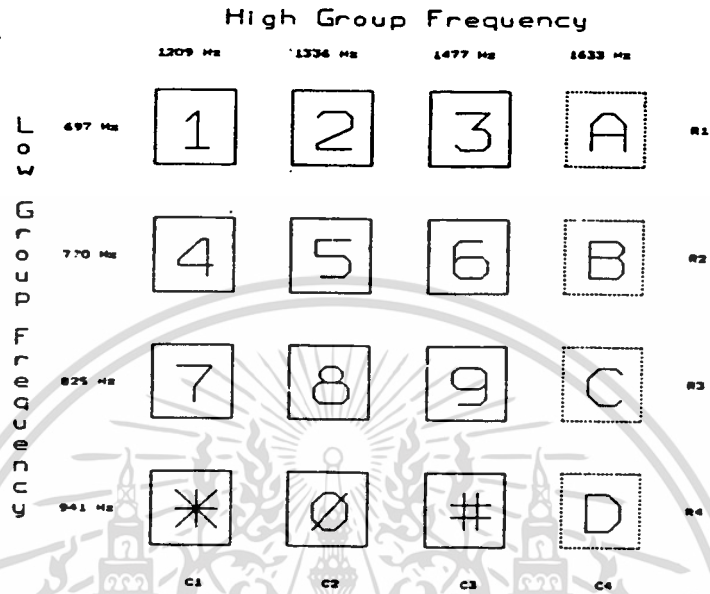 High Group Frequency
1209 Hz 1336 Hz 1477 Hz 1633 Hz
Low Group Frequency
697 Hz 1 2 3 A R1
770 Hz 4 5 6 B R2
825 Hz 7 8 9 C R3
941 Hz * 0 # D R4
C1 C2 C3 C4